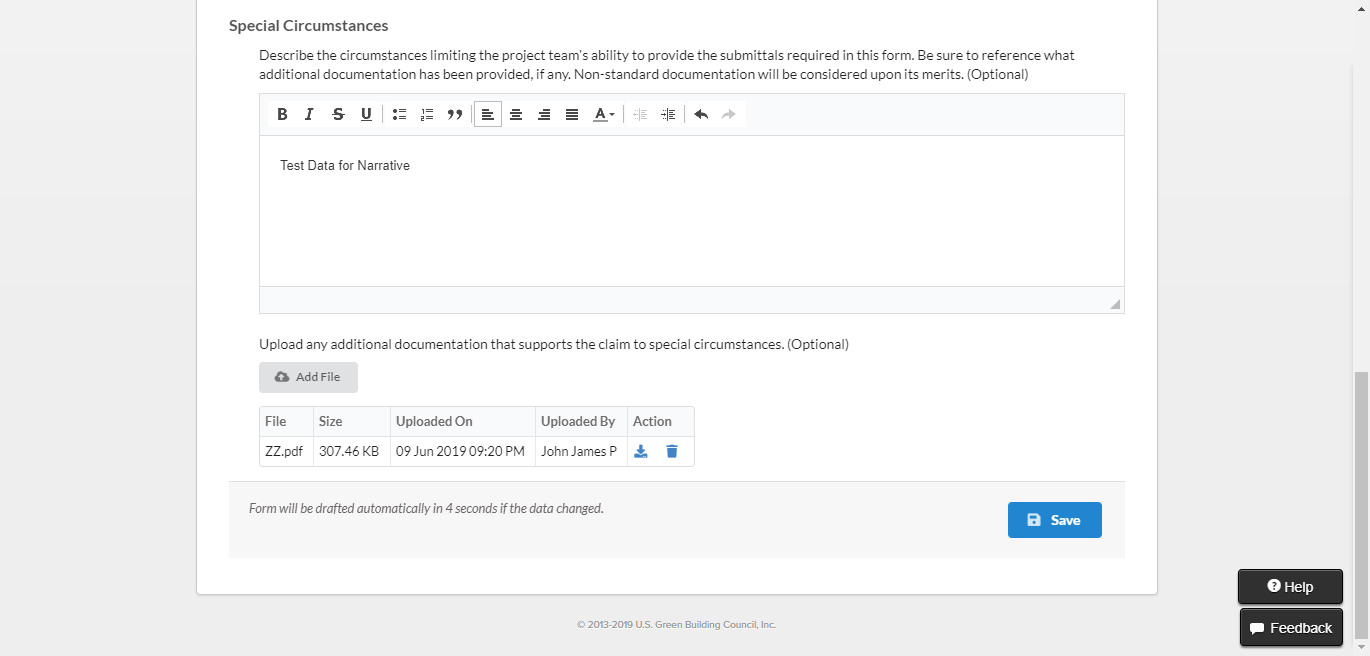 Special Circumstances
Describe the circumstances limiting the project team's ability to provide the submittals required in this form. Be sure to reference what
additional documentation has been provided, if any. Non-standard documentation will be considered upon its merits. (Optional)
B I S U A
Test Data for Narrative
Upload any additional documentation that supports the claim to special circumstances. (Optional)
Add File
File Size Uploaded On Uploaded By Action
ZZ.pdf 307.46 KB 09 Jun 2019 09:20 PM John James P
Form will be drafted automatically in 4 seconds if the data changed.
Save
Help
Feedback
© 2013-2019 U.S. Green Building Council, Inc.